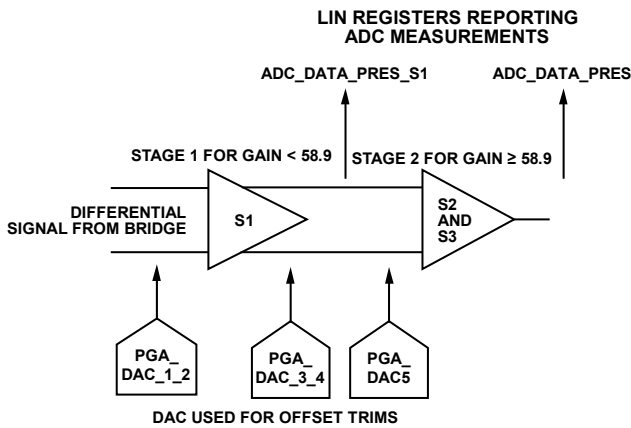 LIN REGISTERS REPORTING
ADC MEASUREMENTS
ADC_DATA_PRES_S1
ADC_DATA_PRES
STAGE 1 FOR GAIN < 58.9
STAGE 2 FOR GAIN ≥ 58.9
DIFFERENTIAL
SIGNAL FROM BRIDGE
S1
S2
AND
S3
PGA_
DAC_1_2
PGA_
DAC_3_4
PGA_
DAC5
DAC USED FOR OFFSET TRIMS